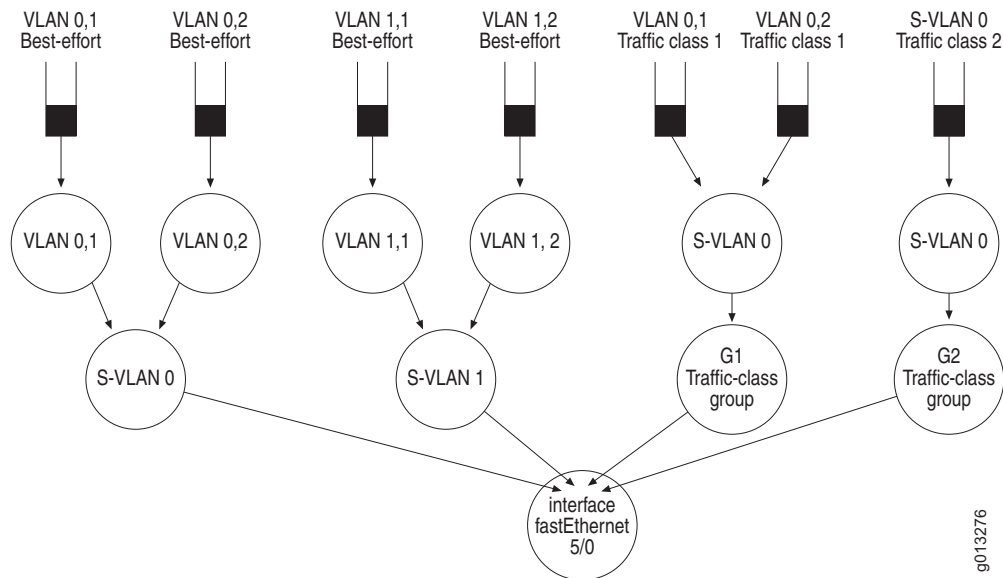 VLAN 0,1
Best-effort
VLAN 0,2
Best-effort
VLAN 1,1
Best-effort
VLAN 1,2
Best-effort
VLAN 0,1
Traffic class 1
VLAN 0,2
Traffic class 1
S-VLAN 0
Traffic class 2
VLAN 0,1
VLAN 0,2
VLAN 1,1
VLAN 1, 2
S-VLAN 0
S-VLAN 0
S-VLAN 0
S-VLAN 1
G1
Traffic-class
group
G2
Traffic-class
group
interface
fastEthernet
5/0
g013276